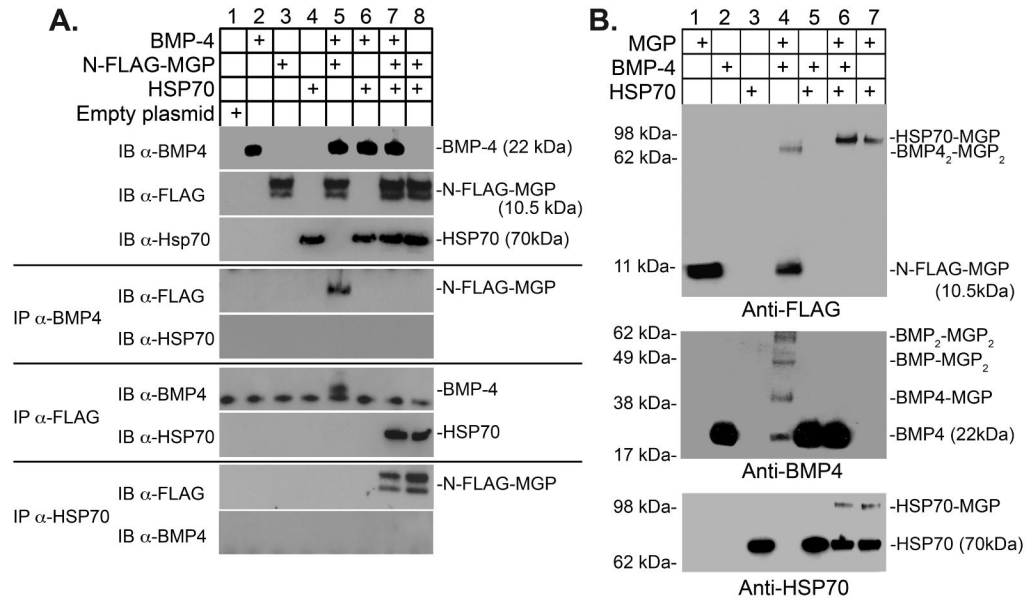 A.
1 2 3 4 5 6 7 8
BMP-4 + + + +
N-FLAG-MGP + + + +
HSP70 + + + +
Empty plasmid +
IB α-BMP4 -BMP-4 (22 kDa)
IB α-FLAG -N-FLAG-MGP
(10.5 kDa)
IB α-Hsp70 -HSP70 (70kDa)
IP α-BMP4
IB α-FLAG -N-FLAG-MGP
IB α-HSP70
IP α-FLAG
IB α-BMP4 -BMP-4
IB α-HSP70 -HSP70
IP α-HSP70
IB α-FLAG -N-FLAG-MGP
IB α-BMP4
B.
1 2 3 4 5 6 7
MGP + + + +
BMP-4 + + + +
HSP70 + + + +
98 kDa- -HSP70-MGP
62 kDa- -BMP4₂-MGP₂
11 kDa- -N-FLAG-MGP
(10.5kDa)
Anti-FLAG
62 kDa- -BMP₂-MGP₂
49 kDa- -BMP-MGP₂
38 kDa- -BMP4-MGP
-BMP4 (22kDa)
17 kDa-
Anti-BMP4
98 kDa- -HSP70-MGP
-HSP70 (70kDa)
62 kDa-
Anti-HSP70